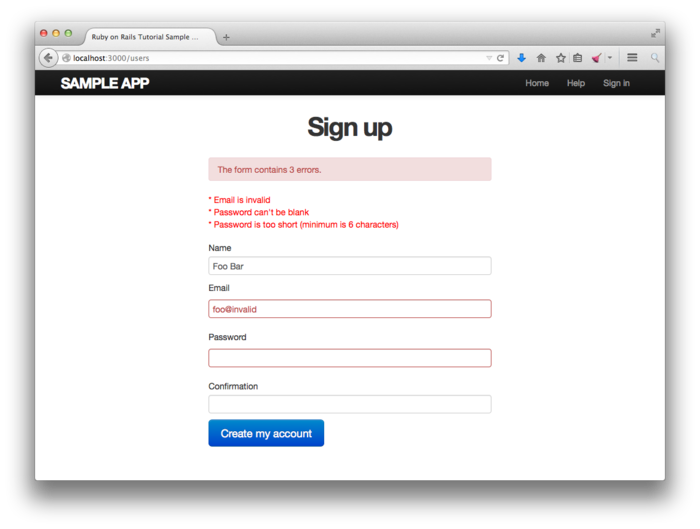 Ruby on Rails Tutorial Sample ...
localhost:3000/users
SAMPLE APP
Home Help Sign in
Sign up
The form contains 3 errors.
* Email is invalid
* Password can't be blank
* Password is too short (minimum is 6 characters)
Name
Foo Bar
Email
foo@invalid
Password
Confirmation
Create my account